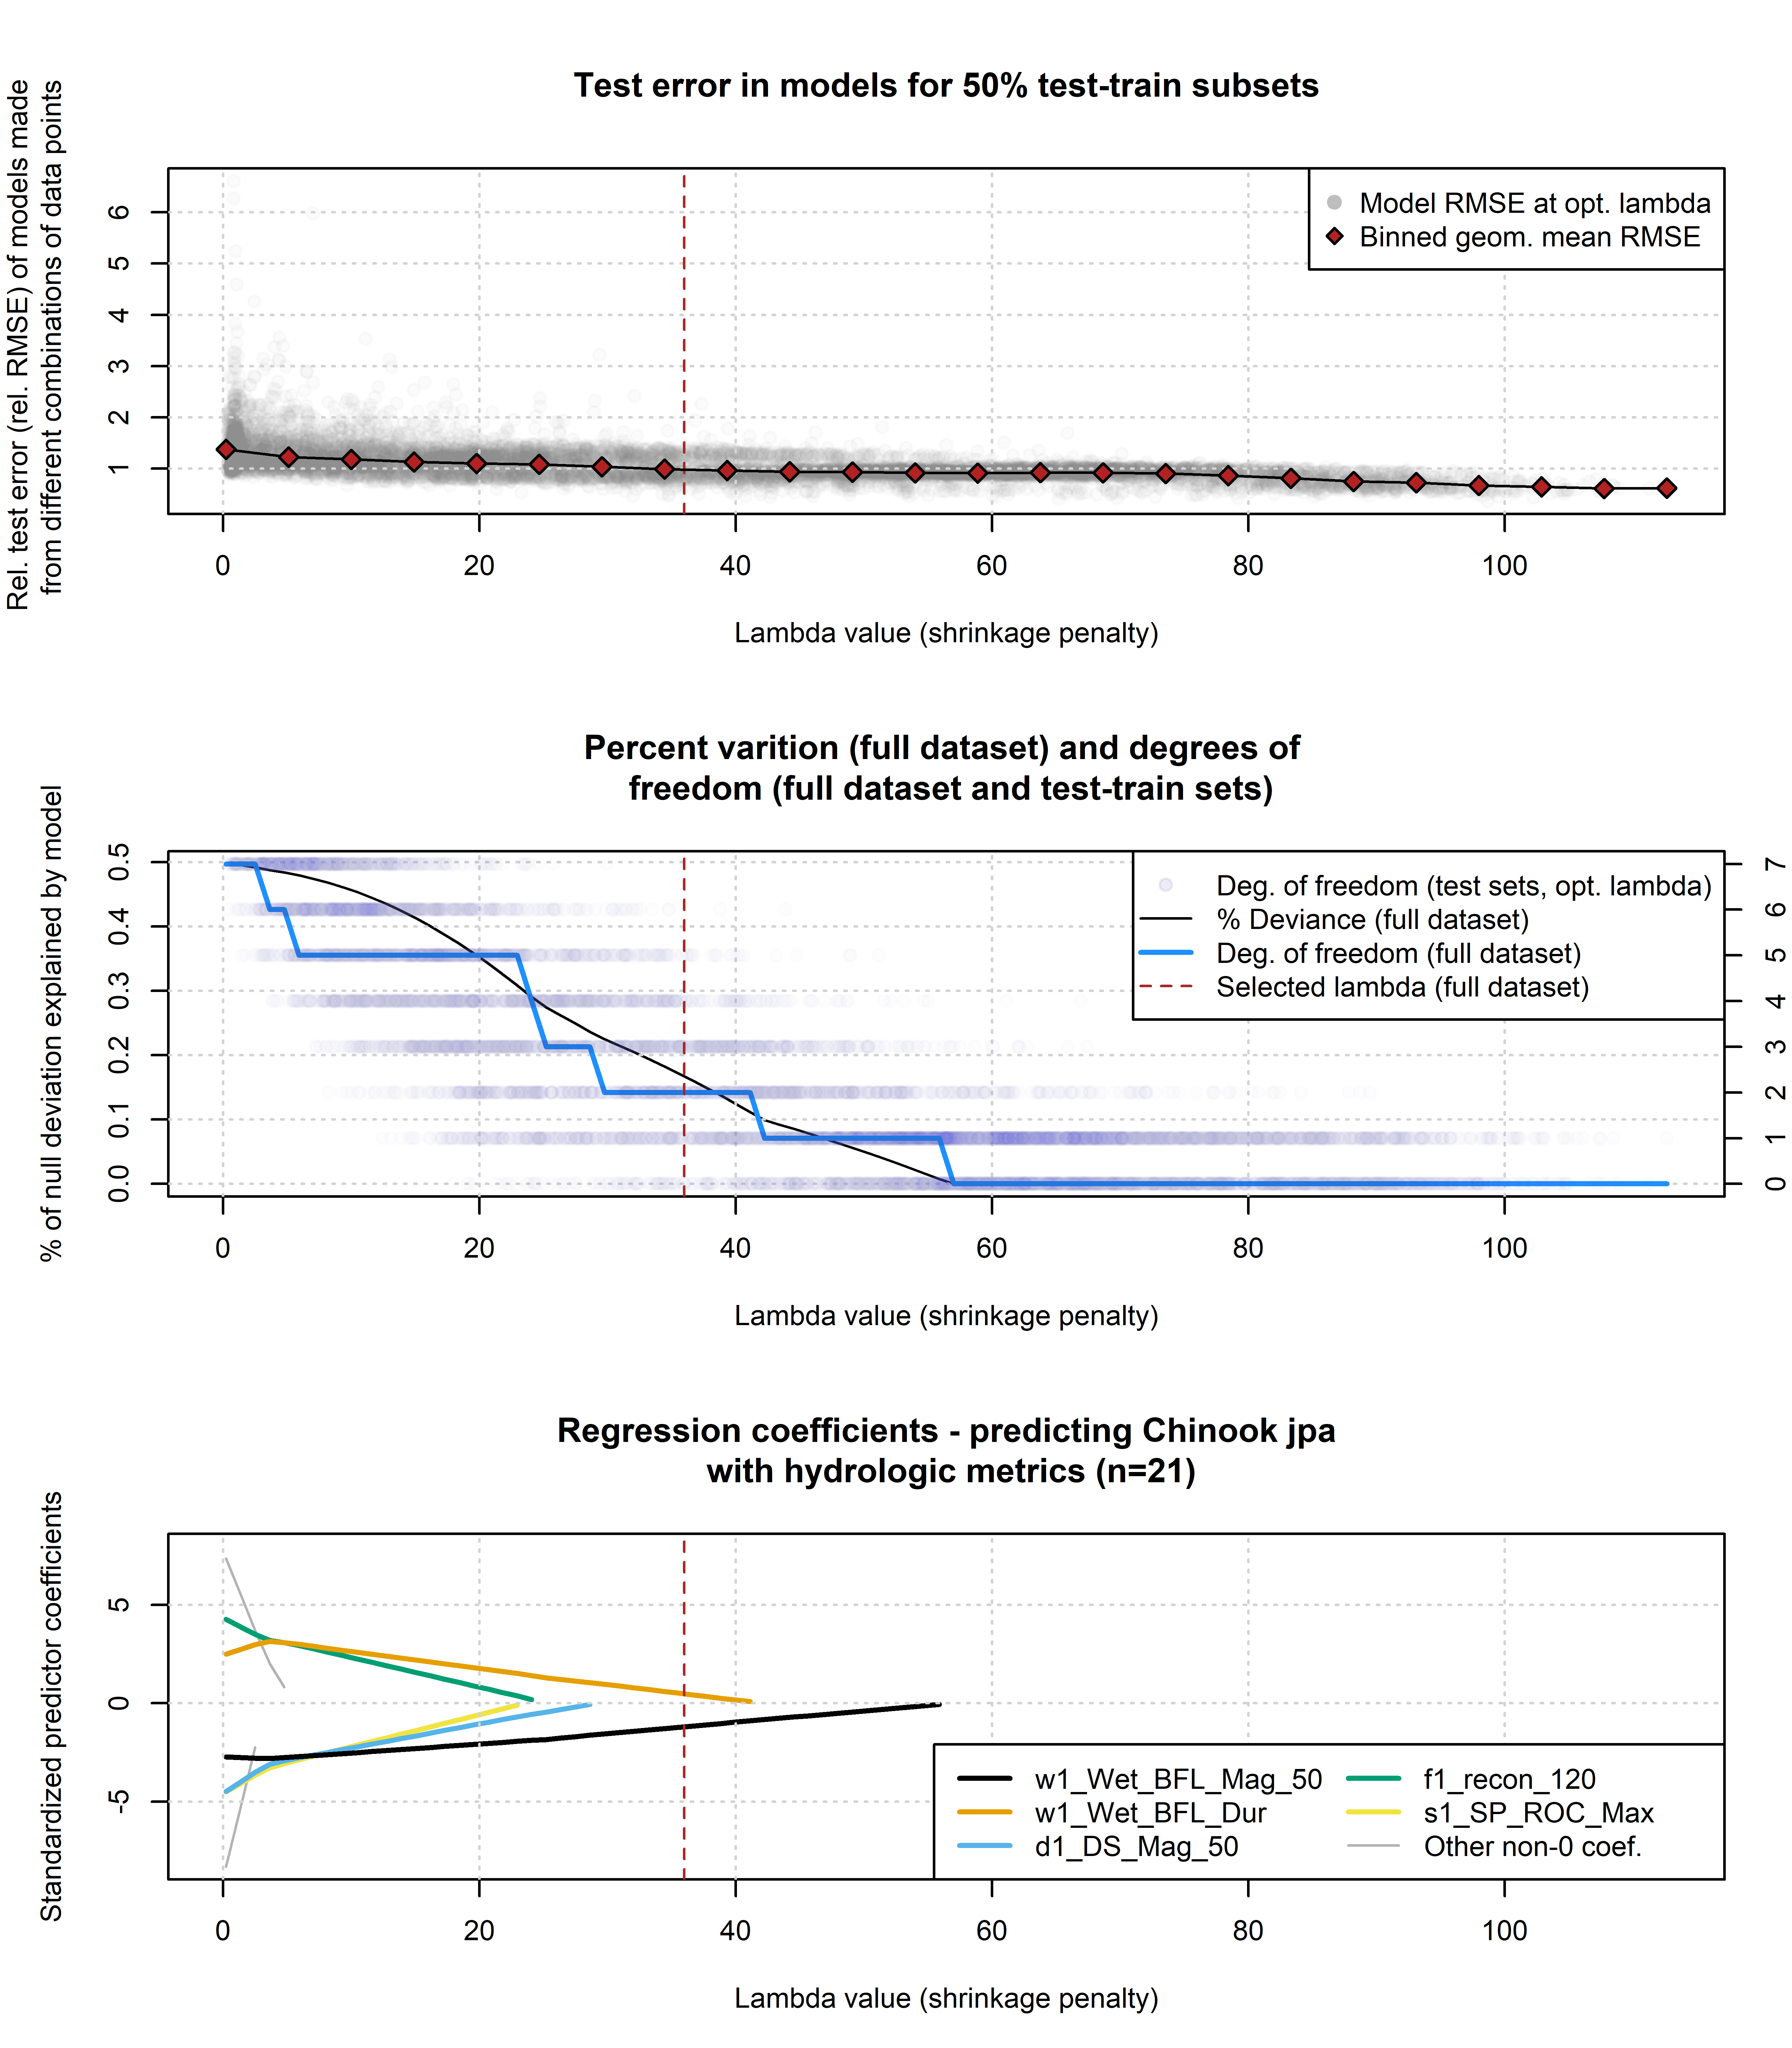 Test error in models for 50% test-train subsets
Rel. test error (rel. RMSE) of models made
from different combinations of data points
6
5
4
3
2
1
Model RMSE at opt. lambda
Binned geom. mean RMSE
0 20 40 60 80 100
Lambda value (shrinkage penalty)
Percent varition (full dataset) and degrees of
freedom (full dataset and test-train sets)
% of null deviation explained by model
0.5
0.4
0.3
0.2
0.1
0.0
Deg. of freedom (test sets, opt. lambda)
% Deviance (full dataset)
Deg. of freedom (full dataset)
Selected lambda (full dataset)
7
6
5
4
3
2
1
0
0 20 40 60 80 100
Lambda value (shrinkage penalty)
Regression coefficients - predicting Chinook jpa
with hydrologic metrics (n=21)
Standardized predictor coefficients
5
0
-5
w1_Wet_BFL_Mag_50
w1_Wet_BFL_Dur
d1_DS_Mag_50
f1_recon_120
s1_SP_ROC_Max
Other non-0 coef.
0 20 40 60 80 100
Lambda value (shrinkage penalty)